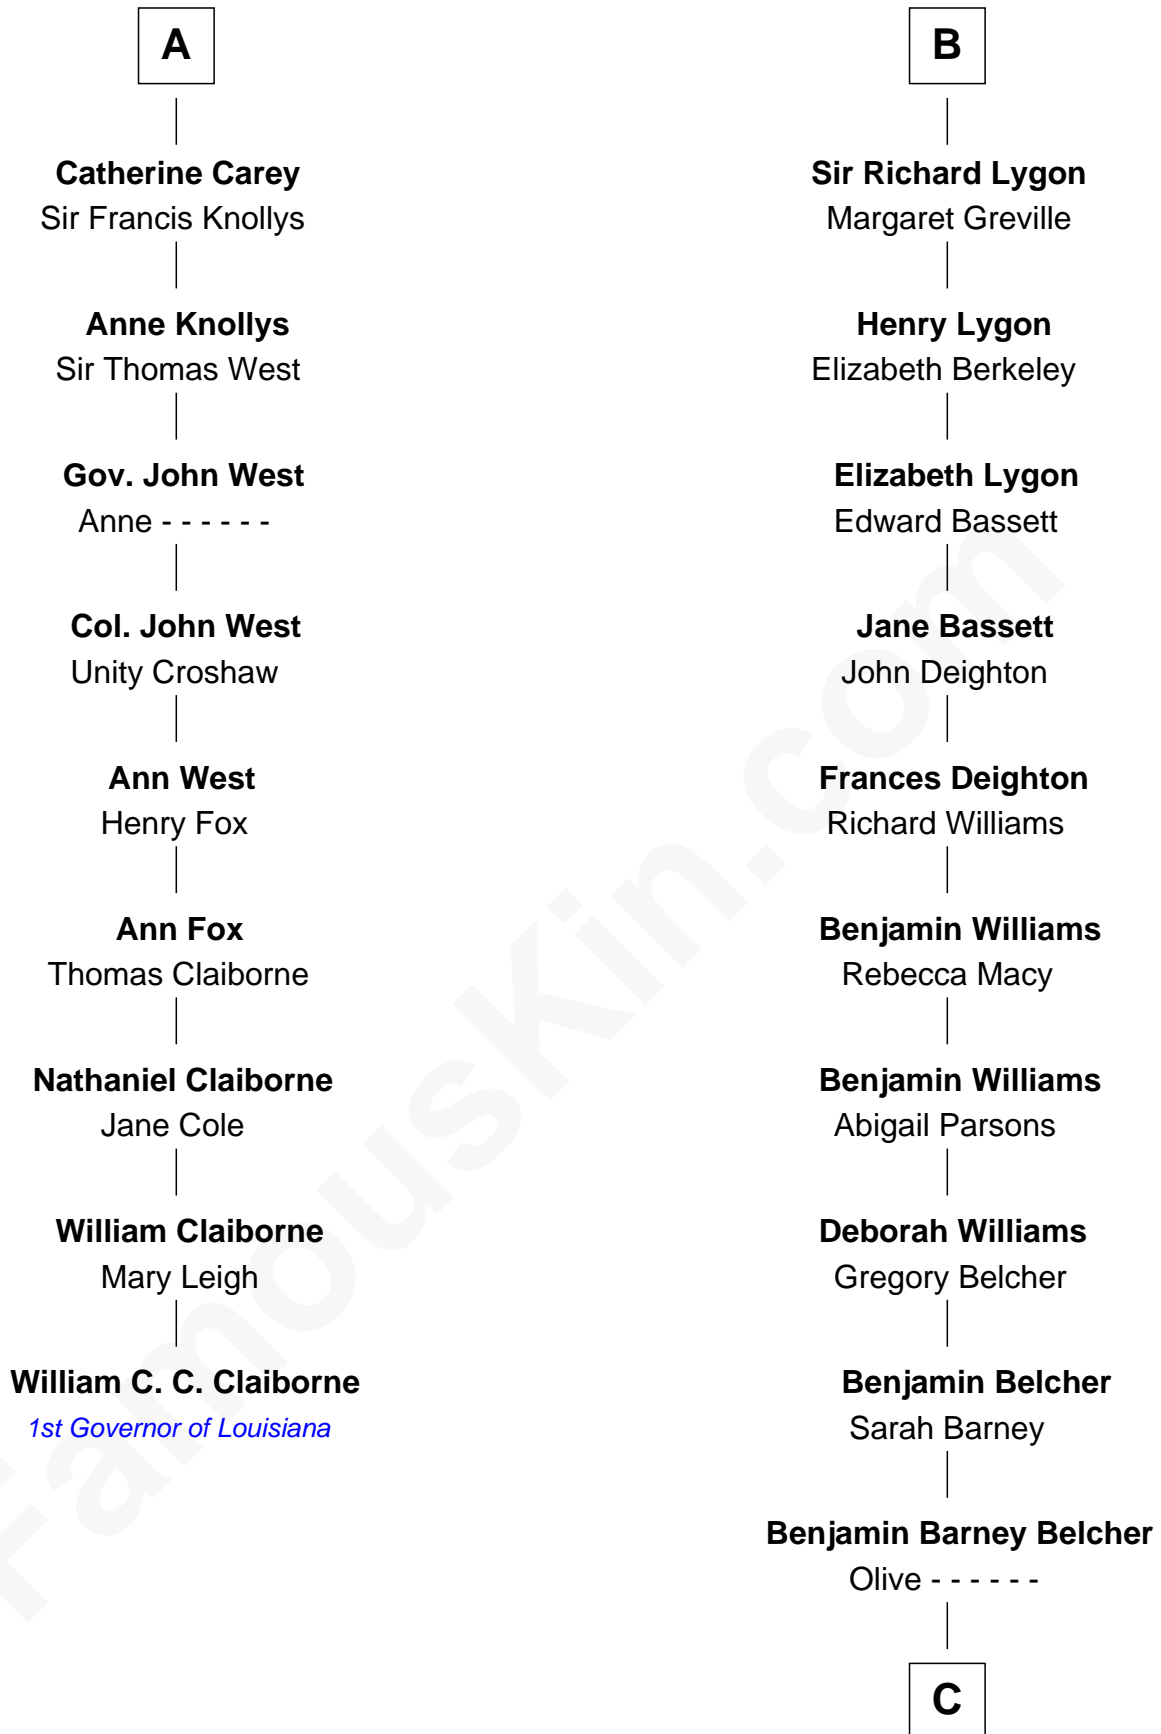 A
Catherine Carey
Sir Francis Knollys
Anne Knollys
Sir Thomas West
Gov. John West
Anne - - - - - -
Col. John West
Unity Croshaw
Ann West
Henry Fox
Ann Fox
Thomas Claiborne
Nathaniel Claiborne
Jane Cole
William Claiborne
Mary Leigh
William C. C. Claiborne
1st Governor of Louisiana
B
Sir Richard Lygon
Margaret Greville
Henry Lygon
Elizabeth Berkeley
Elizabeth Lygon
Edward Bassett
Jane Bassett
John Deighton
Frances Deighton
Richard Williams
Benjamin Williams
Rebecca Macy
Benjamin Williams
Abigail Parsons
Deborah Williams
Gregory Belcher
Benjamin Belcher
Sarah Barney
Benjamin Barney Belcher
Olive - - - - - -
C
FamousKin.com